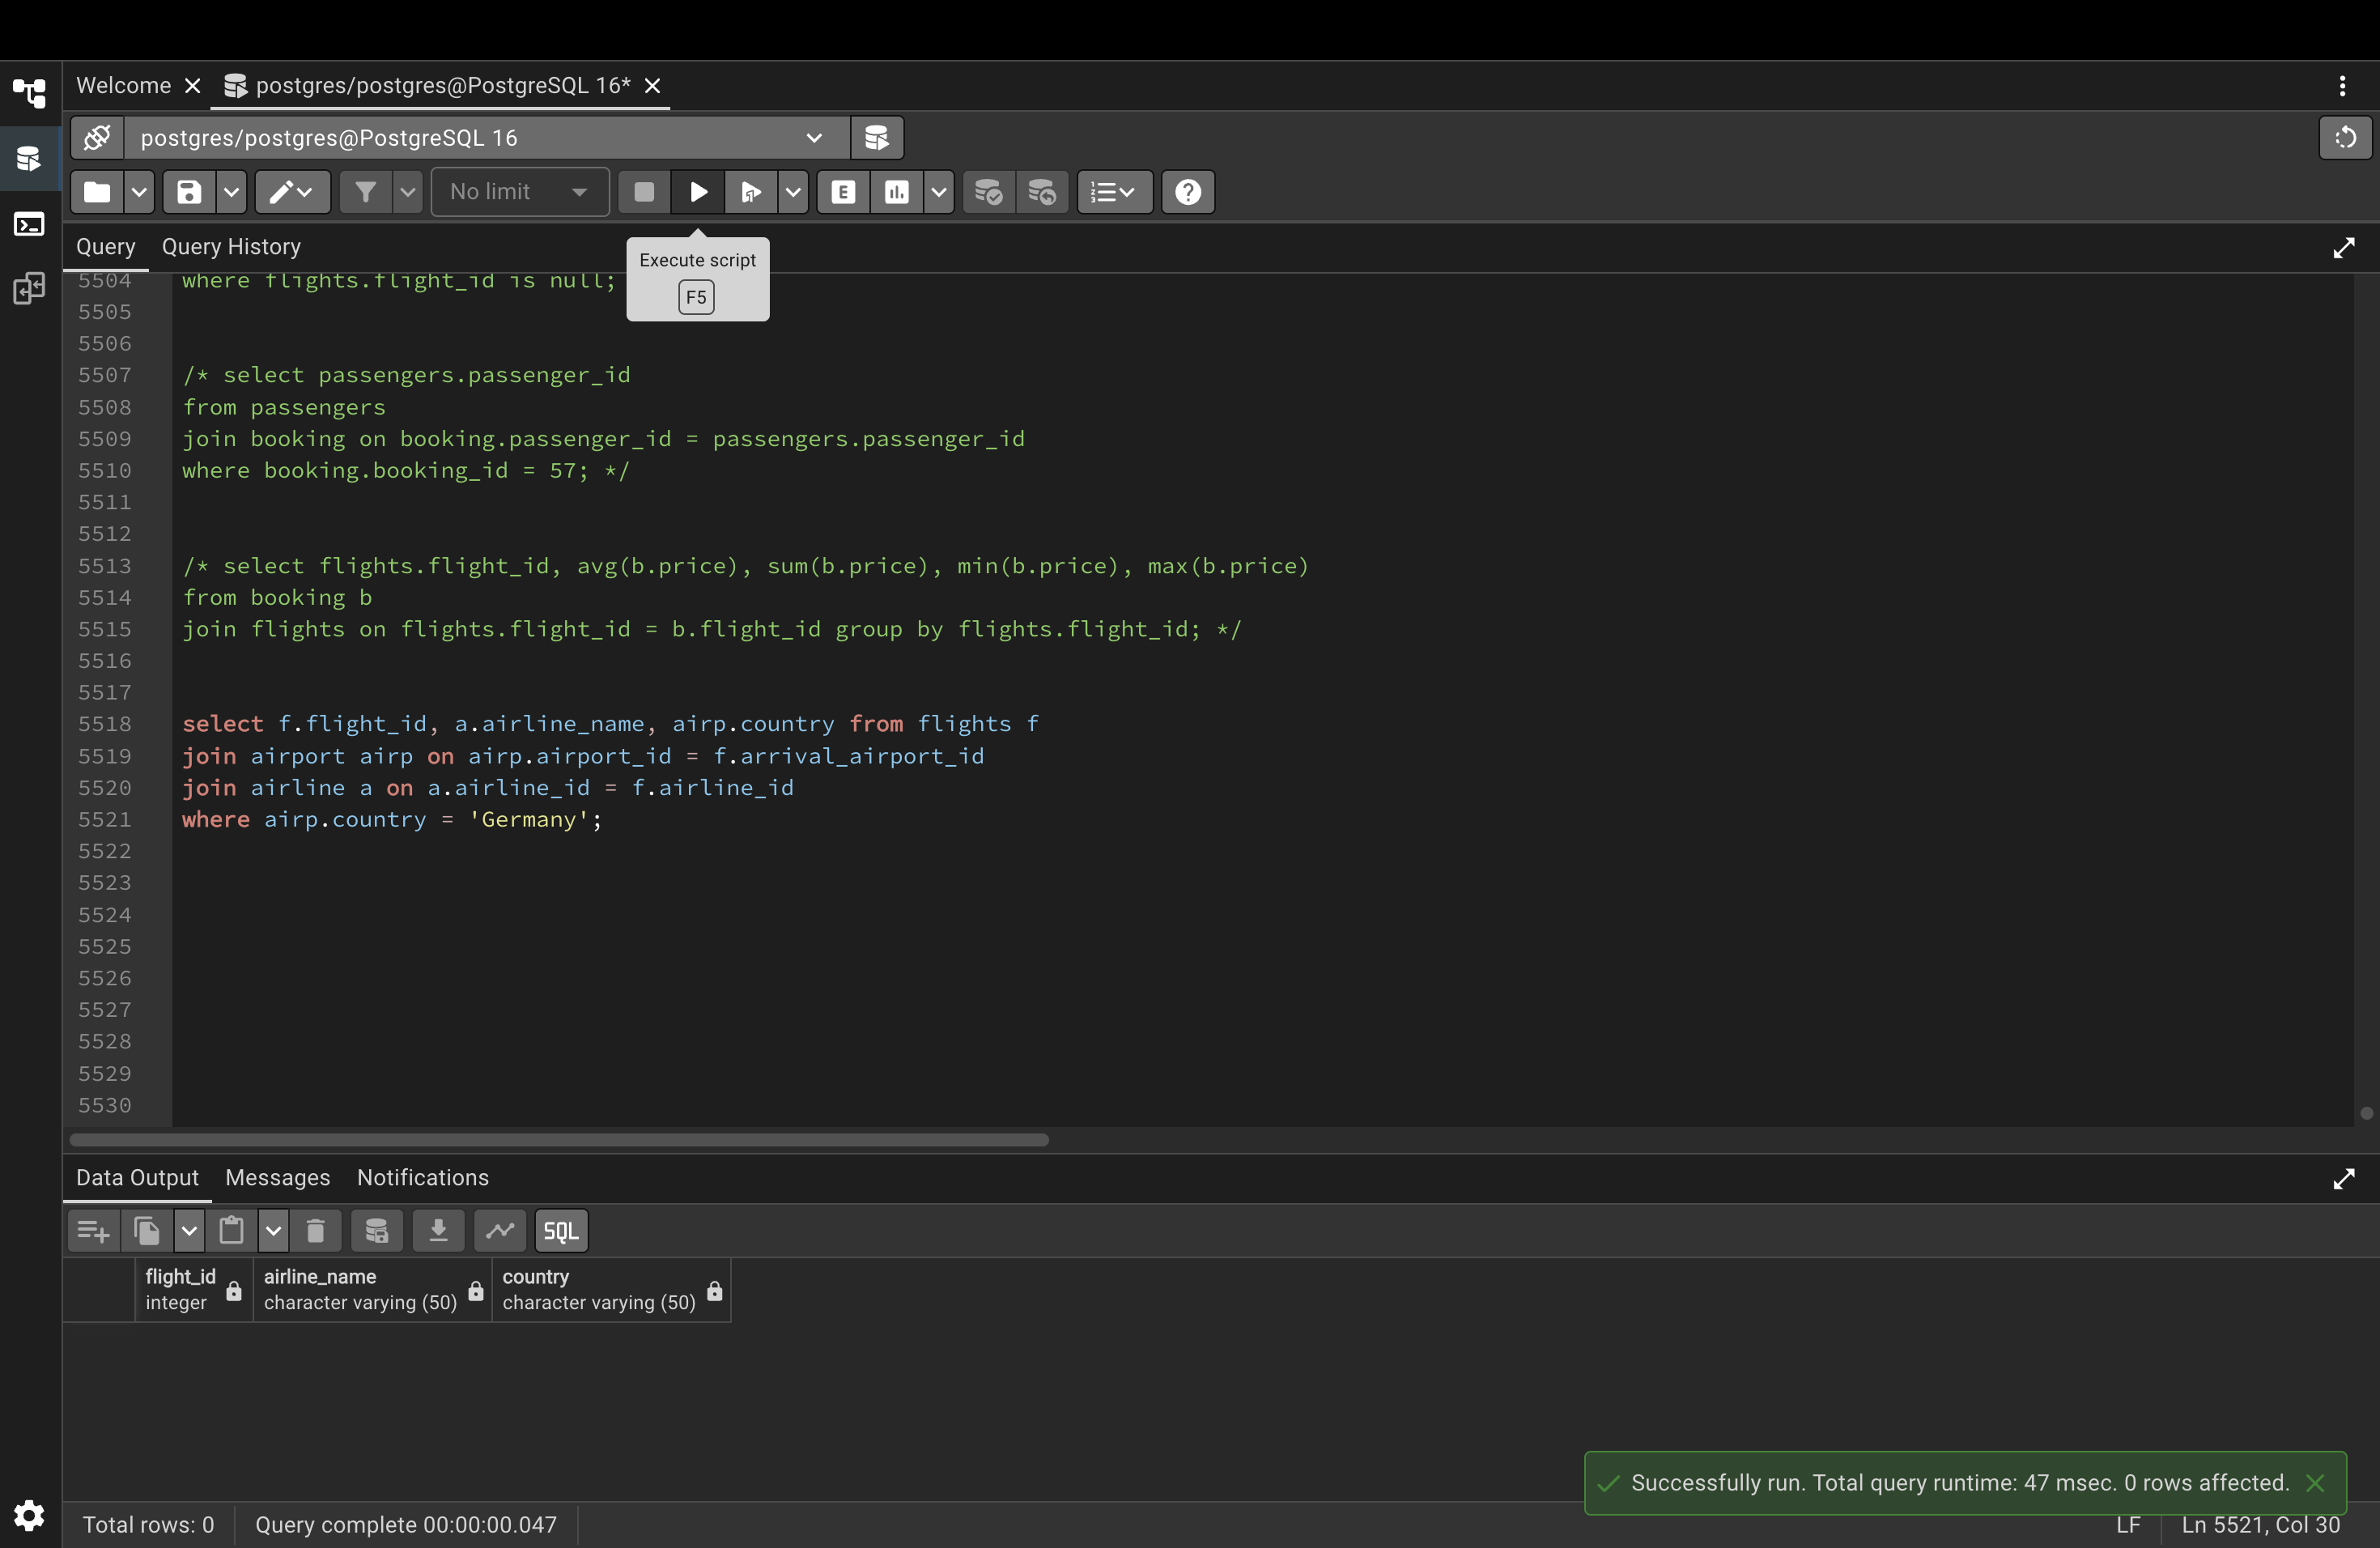 Welcome
postgres/postgres@PostgreSQL 16*
postgres/postgres@PostgreSQL 16
No limit
E
Query
Query History
Execute script
F5
5504 where flights.flight_id is null;
5505
5506
5507 /* select passengers.passenger_id
5508 from passengers
5509 join booking on booking.passenger_id = passengers.passenger_id
5510 where booking.booking_id = 57; */
5511
5512
5513 /* select flights.flight_id, avg(b.price), sum(b.price), min(b.price), max(b.price)
5514 from booking b
5515 join flights on flights.flight_id = b.flight_id group by flights.flight_id; */
5516
5517
5518 select f.flight_id, a.airline_name, airp.country from flights f
5519 join airport airp on airp.airport_id = f.arrival_airport_id
5520 join airline a on a.airline_id = f.airline_id
5521 where airp.country = 'Germany';
5522
5523
5524
5525
5526
5527
5528
5529
5530
Data Output
Messages
Notifications
SQL
flight_id
integer
airline_name
character varying (50)
country
character varying (50)
Successfully run. Total query runtime: 47 msec. 0 rows affected.
Total rows: 0
Query complete 00:00:00.047
LF
Ln 5521, Col 30